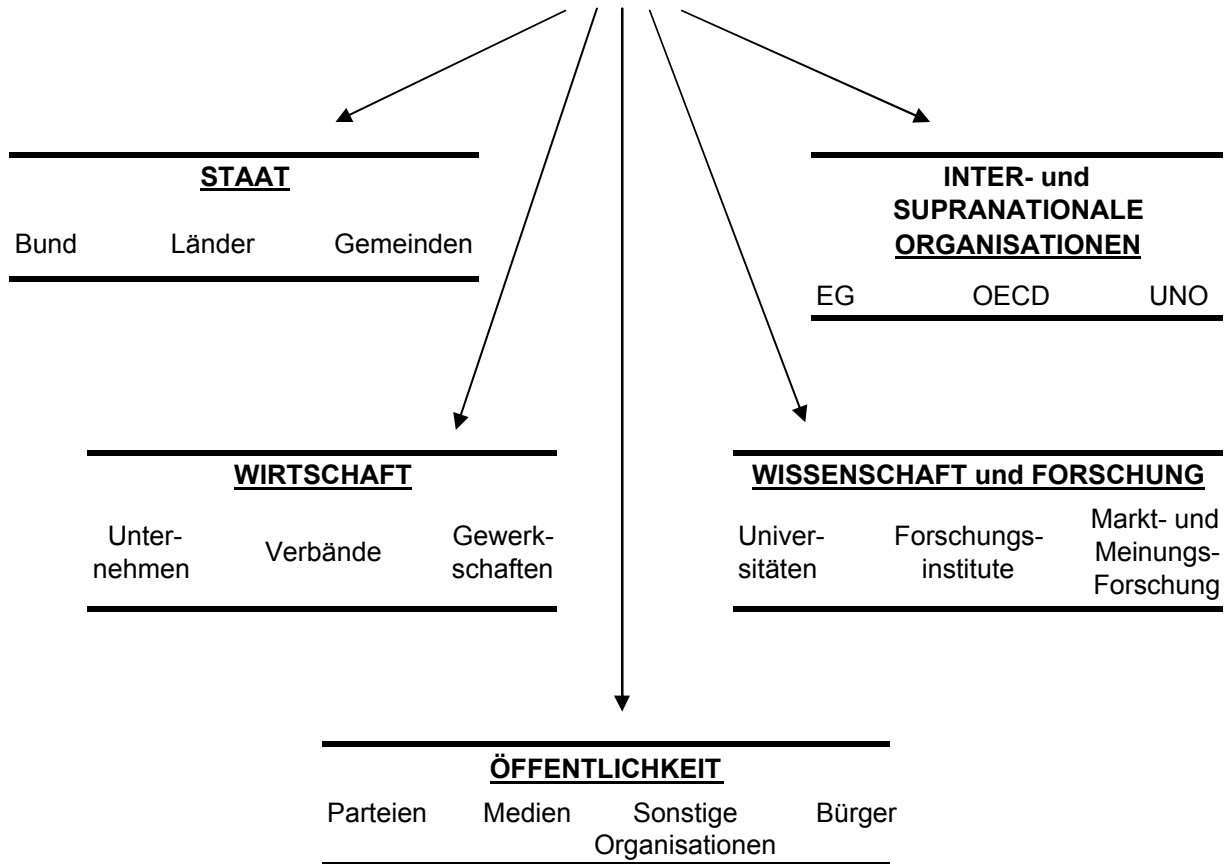 STAAT
Bund Länder Gemeinden
INTER- und
SUPRANATIONALE
ORGANISATIONEN
EG OECD UNO
WIRTSCHAFT
Unter-
nehmen
Verbände
Gewerk-
schaften
WISSENSCHAFT und FORSCHUNG
Univer-
sitäten
Forschungs-
institute
Markt- und
Meinungs-
Forschung
ÖFFENTLICHKEIT
Parteien Medien Sonstige Bürger
Organisationen